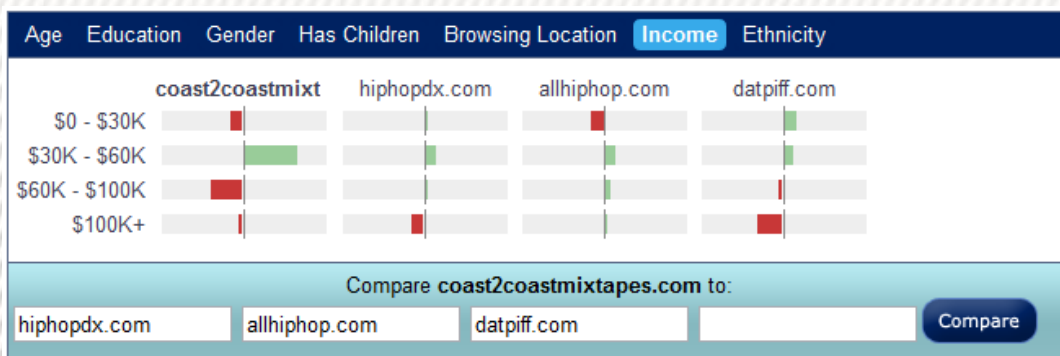 Age Education Gender Has Children Browsing Location Income Ethnicity
coast2coastmixt hiphopdx.com allhiphop.com datpiff.com
$0 - $30K
$30K - $60K
$60K - $100K
$100K+
Compare coast2coastmixtapes.com to:
hiphopdx.com allhiphop.com datpiff.com Compare